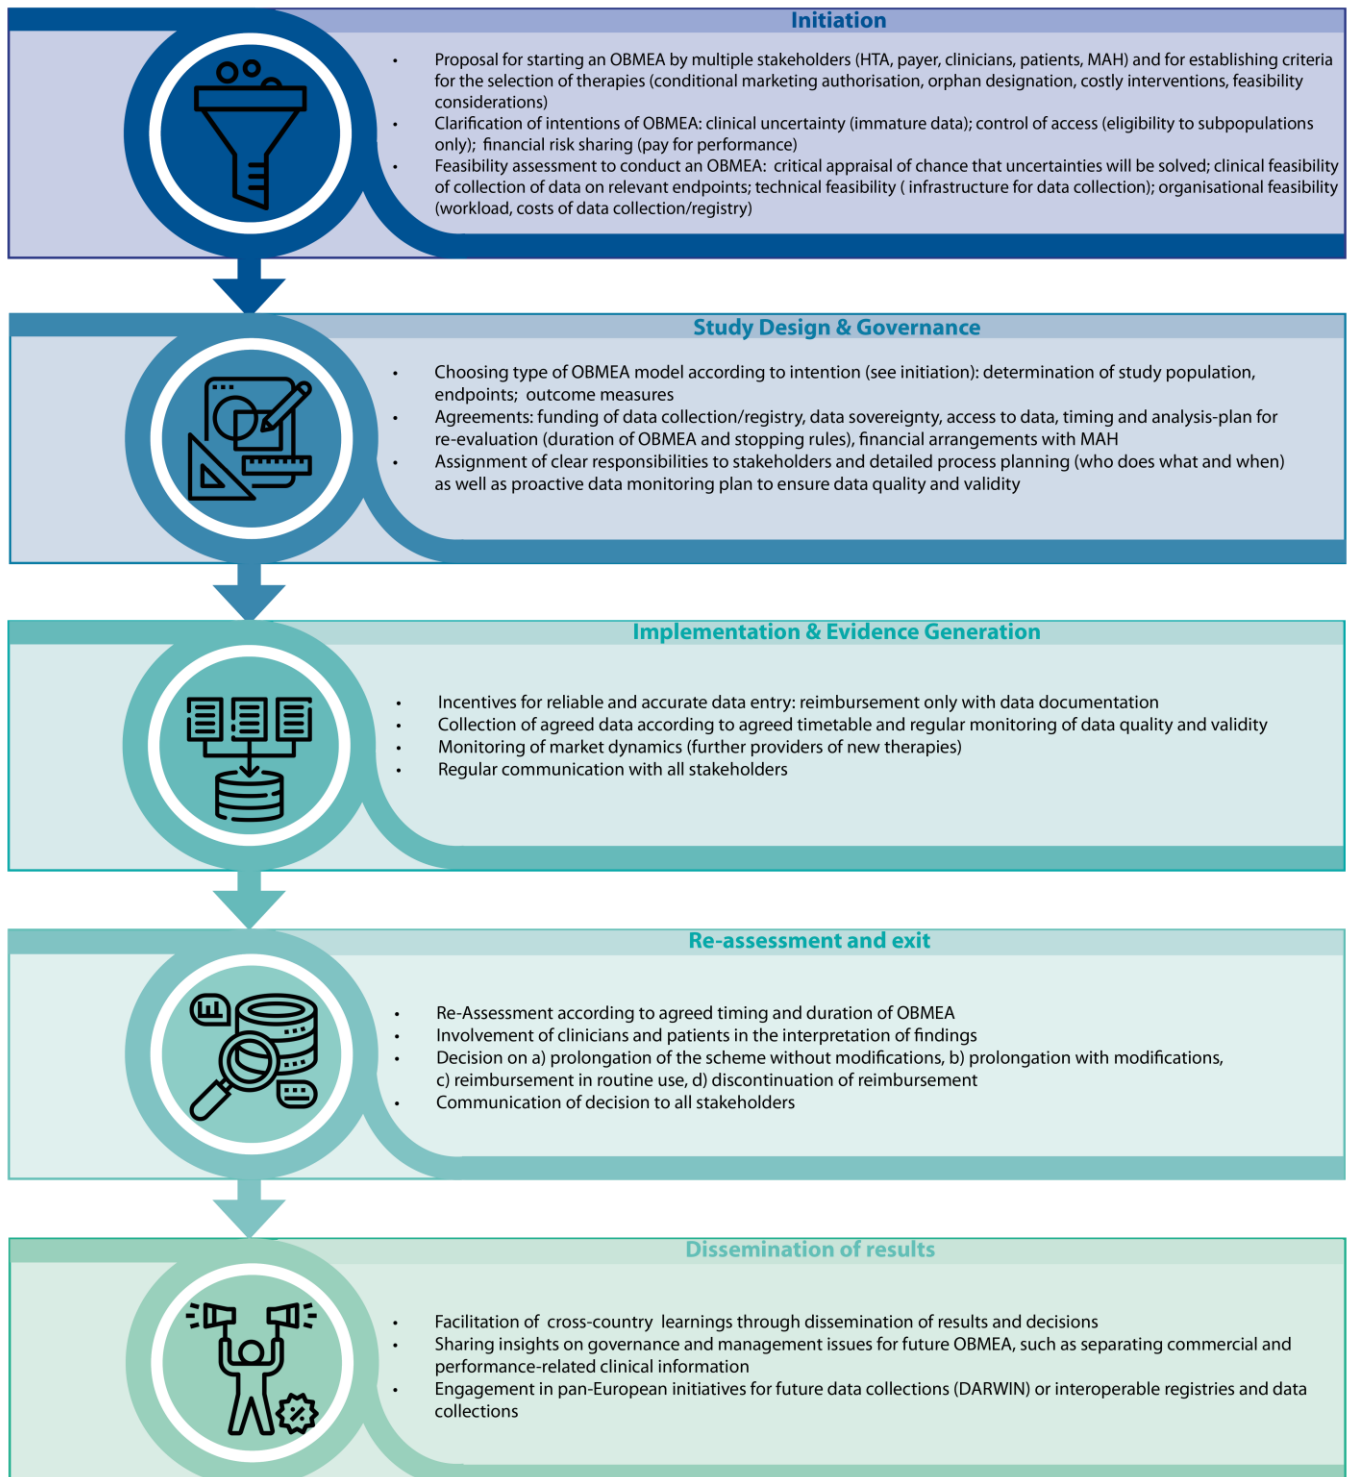 Initiation
• Proposal for starting an OBMEA by multiple stakeholders (HTA, payer, clinicians, patients, MAH) and for establishing criteria
for the selection of therapies (conditional marketing authorisation, orphan designation, costly interventions, feasibility
considerations)
• Clarification of intentions of OBMEA: clinical uncertainty (immature data); control of access (eligibility to subpopulations
only); financial risk sharing (pay for performance)
• Feasibility assessment to conduct an OBMEA: critical appraisal of chance that uncertainties will be solved; clinical feasibility
of collection of data on relevant endpoints; technical feasibility ( infrastructure for data collection); organisational feasibility
(workload, costs of data collection/registry)
Study Design & Governance
• Choosing type of OBMEA model according to intention (see initiation): determination of study population,
endpoints; outcome measures
• Agreements: funding of data collection/registry, data sovereignty, access to data, timing and analysis-plan for
re-evaluation (duration of OBMEA and stopping rules), financial arrangements with MAH
• Assignment of clear responsibilities to stakeholders and detailed process planning (who does what and when)
as well as proactive data monitoring plan to ensure data quality and validity
Implementation & Evidence Generation
• Incentives for reliable and accurate data entry: reimbursement only with data documentation
• Collection of agreed data according to agreed timetable and regular monitoring of data quality and validity
• Monitoring of market dynamics (further providers of new therapies)
• Regular communication with all stakeholders
Re-assessment and exit
• Re-Assessment according to agreed timing and duration of OBMEA
• Involvement of clinicians and patients in the interpretation of findings
• Decision on a) prolongation of the scheme without modifications, b) prolongation with modifications,
c) reimbursement in routine use, d) discontinuation of reimbursement
• Communication of decision to all stakeholders
Dissemination of results
• Facilitation of cross-country learnings through dissemination of results and decisions
• Sharing insights on governance and management issues for future OBMEA, such as separating commercial and
performance-related clinical information
• Engagement in pan-European initiatives for future data collections (DARWIN) or interoperable registries and data
collections